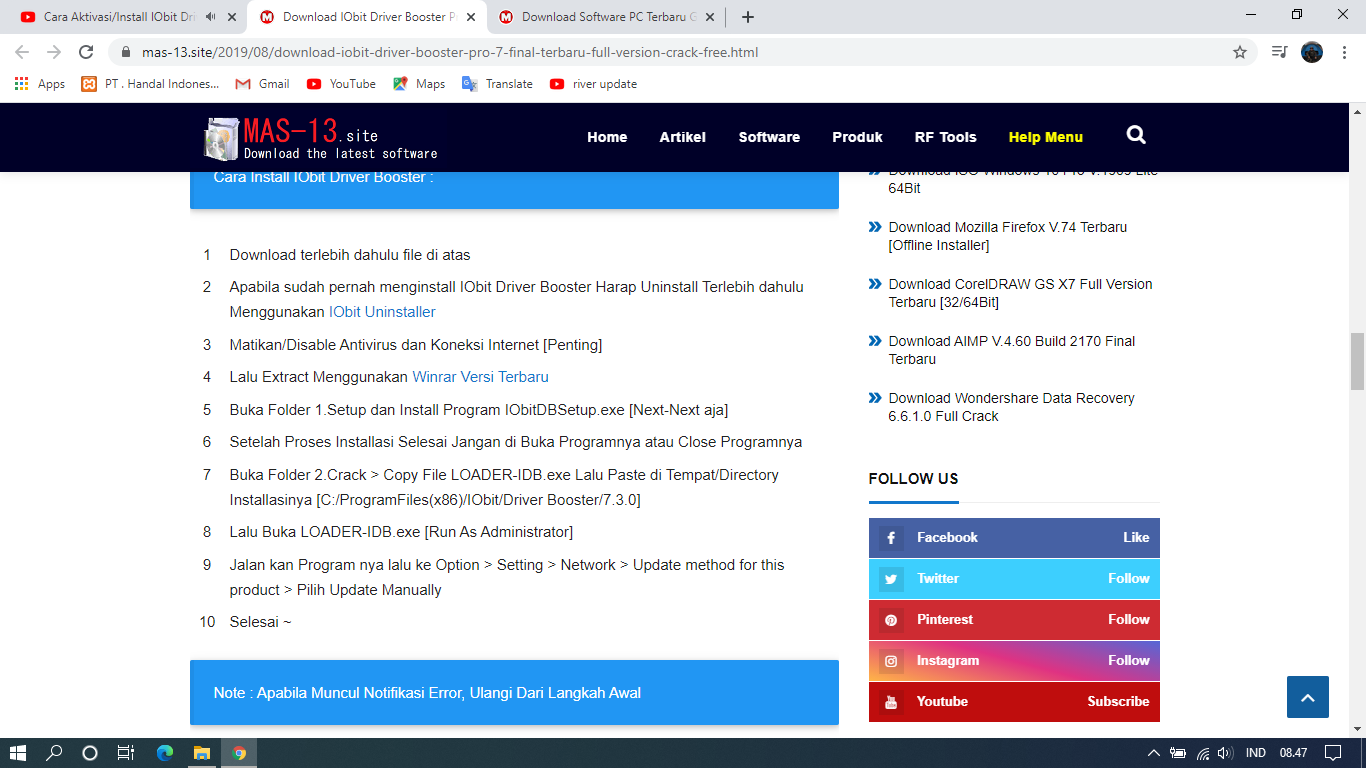 Cara Aktivasi/Install IObit Dri
Download IObit Driver Booster P
Download Software PC Terbaru G
mas-13.site/2019/08/download-iobit-driver-booster-pro-7-final-terbaru-full-version-crack-free.html
Apps
PT . Handal Indones...
Gmail
YouTube
Maps
Translate
river update
MAS-13.site
Download the latest software
Home
Artikel
Software
Produk
RF Tools
Help Menu
Cara Install IObit Driver Booster :
1 Download terlebih dahulu file di atas
2 Apabila sudah pernah menginstall IObit Driver Booster Harap Uninstall Terlebih dahulu
Menggunakan IObit Uninstaller
3 Matikan/Disable Antivirus dan Koneksi Internet [Penting]
4 Lalu Extract Menggunakan Winrar Versi Terbaru
5 Buka Folder 1.Setup dan Install Program IObitDBSetup.exe [Next-Next aja]
6 Setelah Proses Installasi Selesai Jangan di Buka Programnya atau Close Programnya
7 Buka Folder 2.Crack > Copy File LOADER-IDB.exe Lalu Paste di Tempat/Directory
Installasinya [C:/ProgramFiles(x86)/IObit/Driver Booster/7.3.0]
8 Lalu Buka LOADER-IDB.exe [Run As Administrator]
9 Jalan kan Program nya lalu ke Option > Setting > Network > Update method for this
product > Pilih Update Manually
10 Selesai ~
Note : Apabila Muncul Notifikasi Error, Ulangi Dari Langkah Awal
Download ISO Windows 10 Pro V.1909 Lite
64Bit
Download Mozilla Firefox V.74 Terbaru
[Offline Installer]
Download CorelDRAW GS X7 Full Version
Terbaru [32/64Bit]
Download AIMP V.4.60 Build 2170 Final
Terbaru
Download Wondershare Data Recovery
6.6.1.0 Full Crack
FOLLOW US
Facebook Like
Twitter Follow
Pinterest Follow
Instagram Follow
Youtube Subscribe
IND
08.47